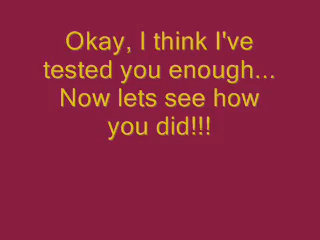 Okay, I think I've
tested you enough...
Now lets see how
you did!!!